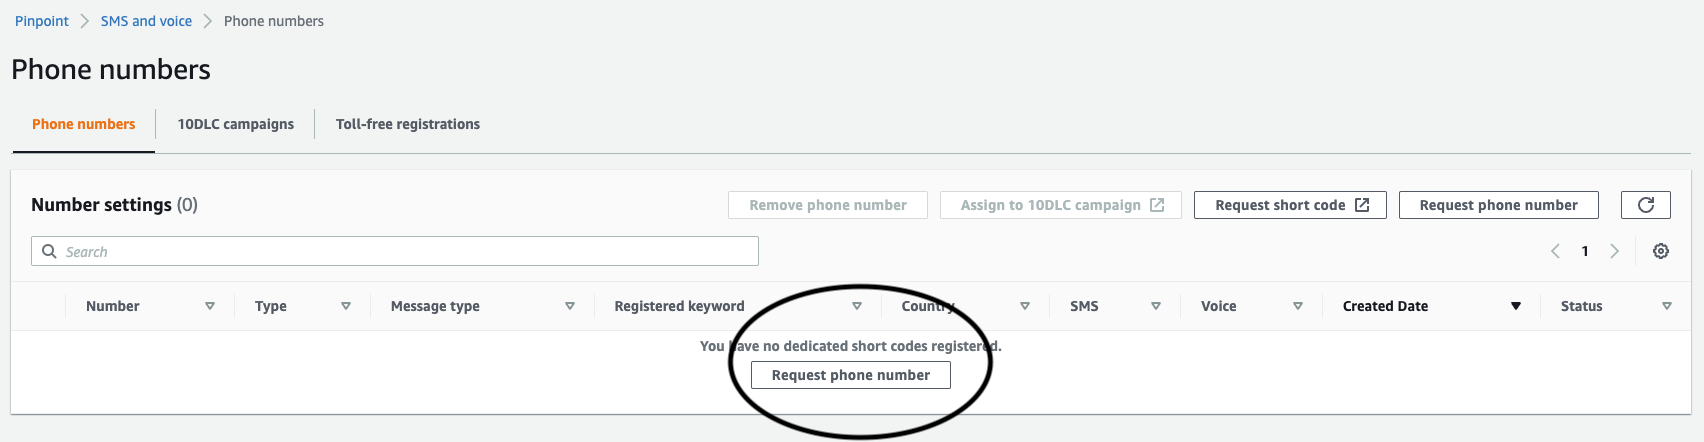 Pinpoint > SMS and voice > Phone numbers
Phone numbers
Phone numbers 10DLC campaigns Toll-free registrations
Number settings (0) Remove phone number Assign to 10DLC campaign Request short code Request phone number
Search 1
Number Type Message type Registered keyword Country SMS Voice Created Date Status
You have no dedicated short codes registered.
Request phone number